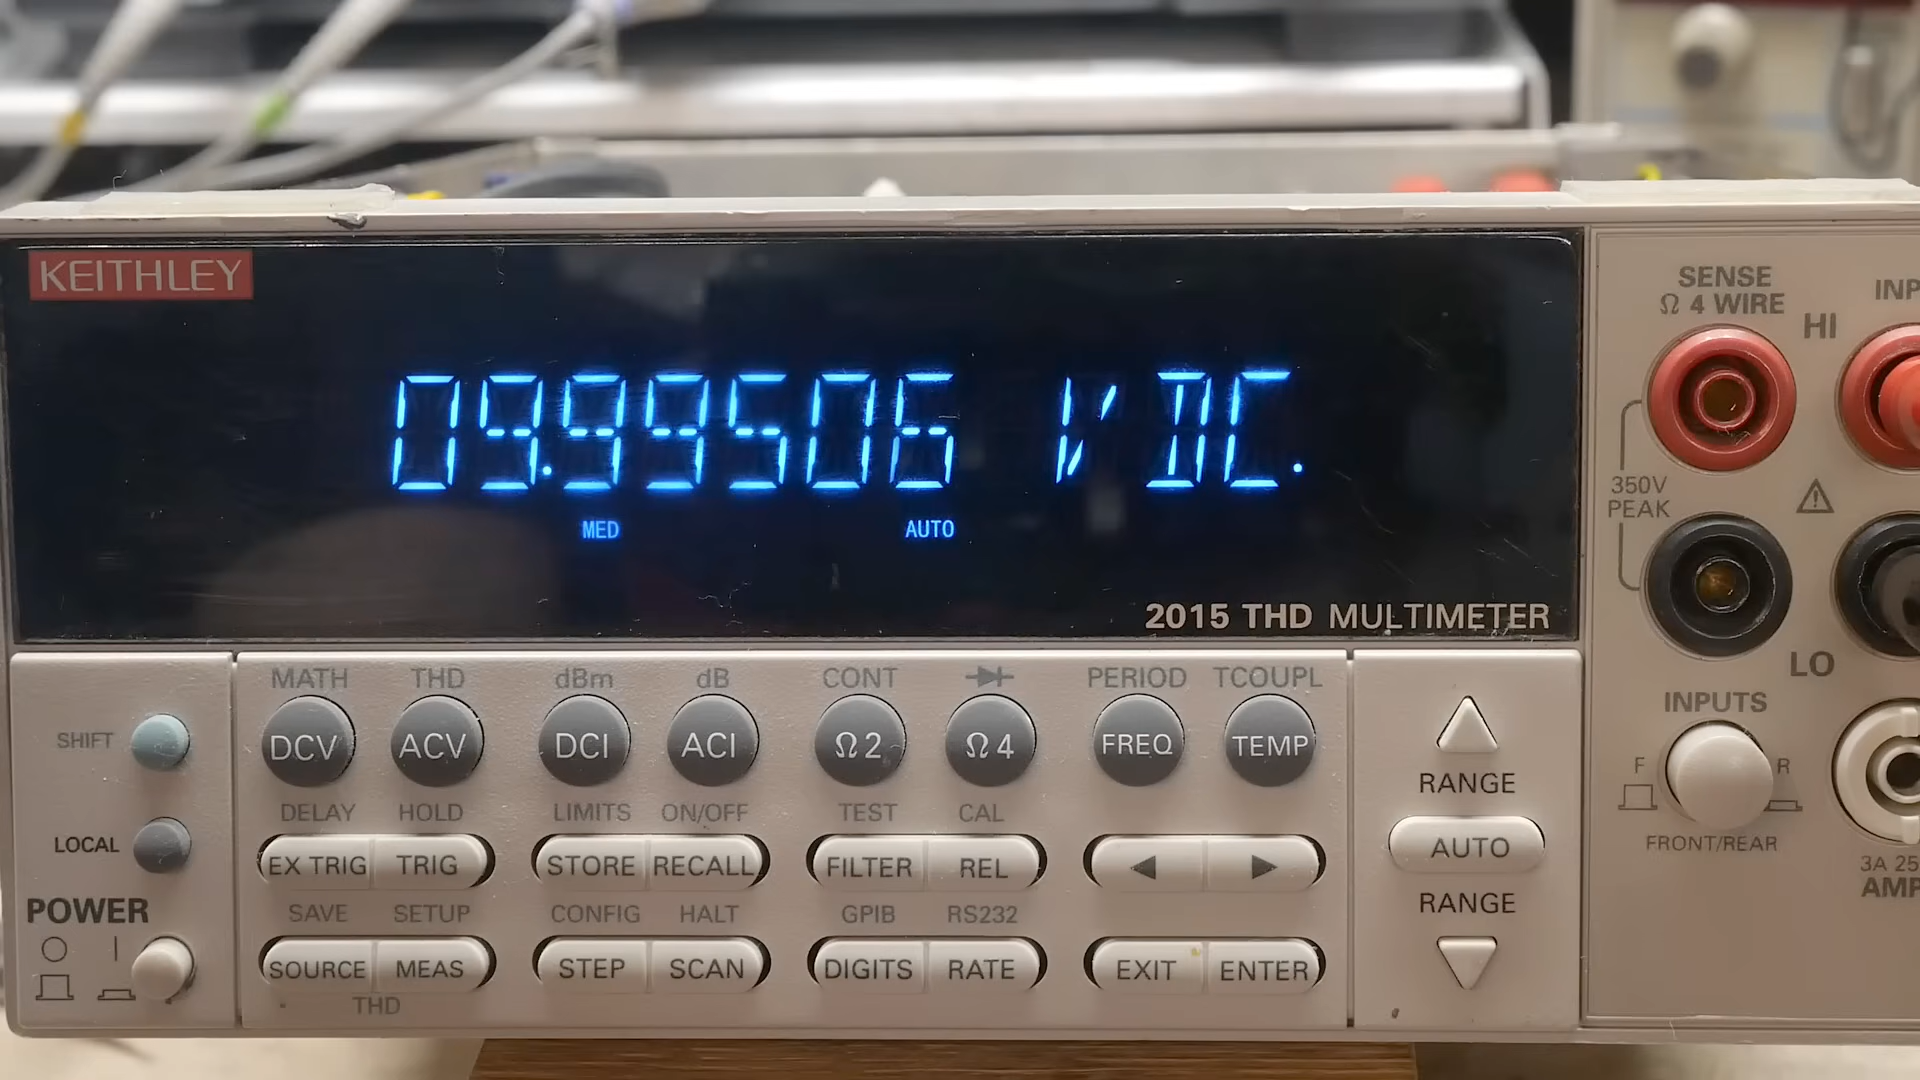 KEITHLEY
09.99506 VDC.
MED AUTO
2015 THD MULTIMETER
SENSE
Ω 4 WIRE
INP
HI
350V
PEAK
LO
INPUTS
F R
FRONT/REAR
3A 25
AMP
MATH THD dBm dB CONT PERIOD TCOUPL
SHIFT DCV ACV DCI ACI Ω2 Ω4 FREQ TEMP
DELAY HOLD LIMITS ON/OFF TEST CAL
LOCAL EX TRIG TRIG STORE RECALL FILTER REL
POWER SAVE SETUP CONFIG HALT GPIB RS232
SOURCE MEAS STEP SCAN DIGITS RATE EXIT ENTER
THD
RANGE
AUTO
RANGE